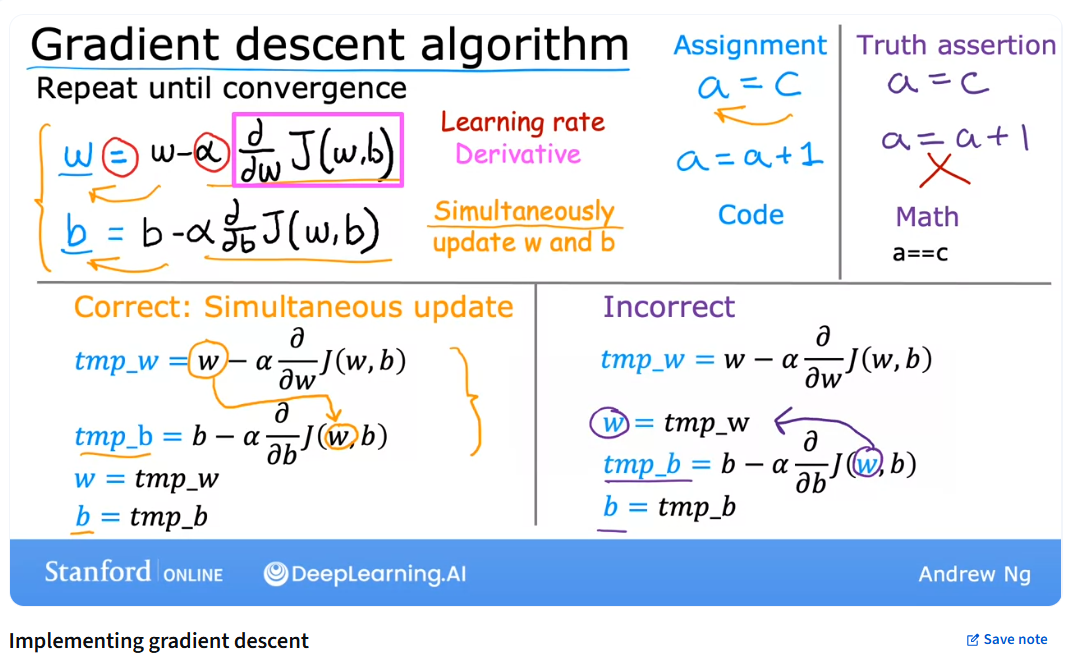 Gradient descent algorithm
Repeat until convergence
w = w-α ∂/∂w J(w,b)
b = b-α ∂/∂b J(w,b)
Learning rate
Derivative
Simultaneously
update w and b
Assignment
a = c
a = a+1
Code
Truth assertion
a = c
a = a+1
Math
a==c
Correct: Simultaneous update
tmp_w = w − α ∂/∂w J(w, b)
tmp_b = b − α ∂/∂b J(w, b)
w = tmp_w
b = tmp_b
Incorrect
tmp_w = w − α ∂/∂w J(w, b)
w = tmp_w
tmp_b = b − α ∂/∂b J(w, b)
b = tmp_b
Stanford | ONLINE DeepLearning.AI Andrew Ng
Implementing gradient descent Save note